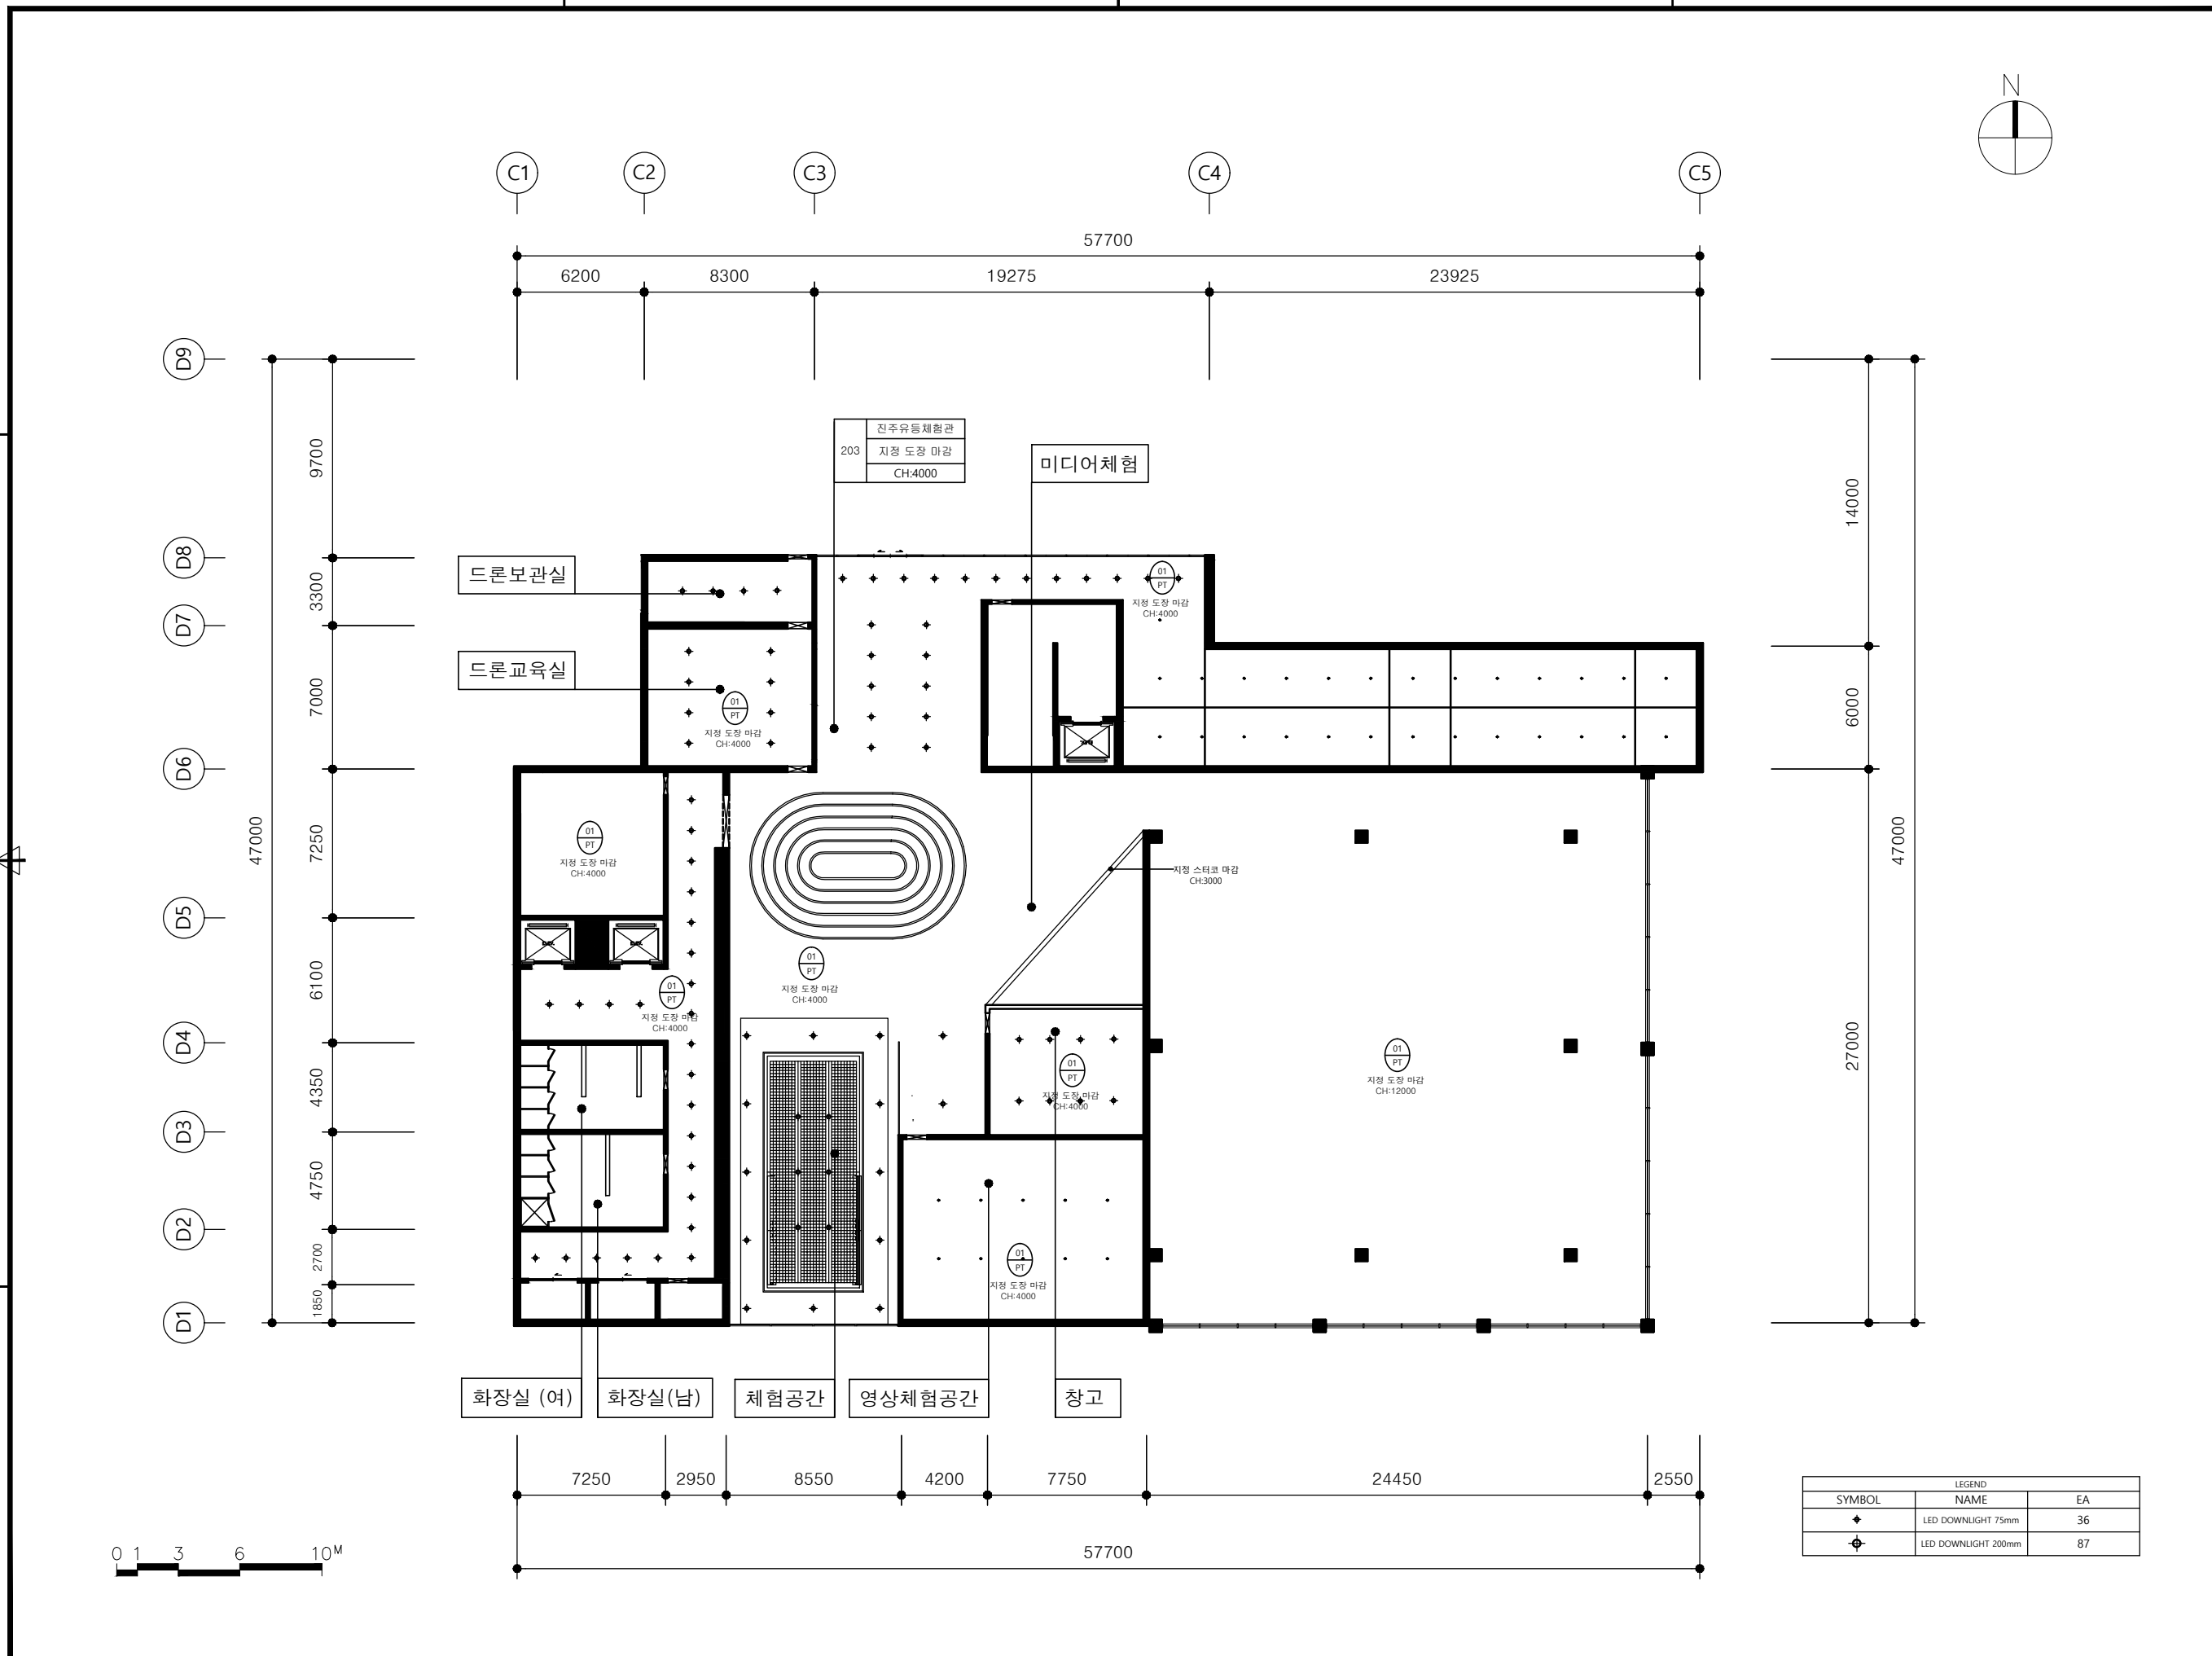 N
C1
C2
C3
C4
C5
57700
6200
8300
19275
23925
D9
D8
D7
D6
D5
D4
D3
D2
D1
47000
9700
3300
7000
7250
6100
4350
4750
2700
1850
14000
6000
27000
47000
203
진주유등체험관
지정 도장 마감
CH:4000
미디어체험
드론보관실
01
PT
지정 도장 마감
CH:4000
드론교육실
01
PT
지정 도장 마감
CH:4000
01
PT
지정 도장 마감
CH:4000
지정 스터코 마감
CH:3000
01
PT
지정 도장 마감
CH:4000
01
PT
지정 도장 마감
CH:4000
01
PT
지정 도장 마감
CH:4000
01
PT
지정 도장 마감
CH:12000
01
PT
지정 도장 마감
CH:4000
화장실 (여)
화장실(남)
체험공간
영상체험공간
창고
7250
2950
8550
4200
7750
24450
2550
57700
0 1 3 6 10M
LEGEND
SYMBOL NAME EA
LED DOWNLIGHT 75mm 36
LED DOWNLIGHT 200mm 87